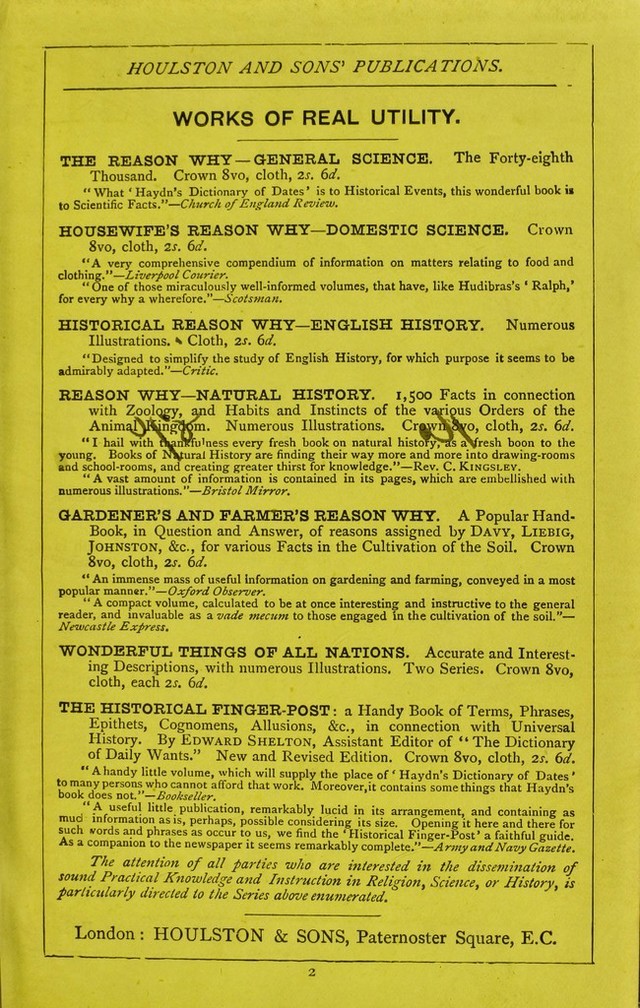 HOULSTON AND SONS' PUBLICATIONS.
WORKS OF REAL UTILITY.
THE REASON WHY—GENERAL SCIENCE. The Forty-eighth
Thousand. Crown 8vo, cloth, 2s. 6d.
"What 'Haydn's Dictionary of Dates' is to Historical Events, this wonderful book is
to Scientific Facts."—Church of England Review.
HOUSEWIFE'S REASON WHY—DOMESTIC SCIENCE. Crown
8vo, cloth, 2s. 6d.
"A very comprehensive compendium of information on matters relating to food and
clothing."—Liverpool Courier.
"One of those miraculously well-informed volumes, that have, like Hudibras's 'Ralph,'
for every why a wherefore."—Scotsman.
HISTORICAL REASON WHY—ENGLISH HISTORY. Numerous
Illustrations. Cloth, 2s. 6d.
"Designed to simplify the study of English History, for which purpose it seems to be
admirably adapted."—Critic.
REASON WHY—NATURAL HISTORY. 1,500 Facts in connection
with Zoology, and Habits and Instincts of the various Orders of the
Animal Kingdom. Numerous Illustrations. Crown 8vo, cloth, 2s. 6d.
"I hail with thankfulness every fresh book on natural history, as a fresh boon to the
young. Books of Natural History are finding their way more and more into drawing-rooms
and school-rooms, and creating greater thirst for knowledge."—Rev. C. KINGSLEY.
"A vast amount of information is contained in its pages, which are embellished with
numerous illustrations."—Bristol Mirror.
GARDENER'S AND FARMER'S REASON WHY. A Popular Hand-
Book, in Question and Answer, of reasons assigned by DAVY, LIEBIG,
JOHNSTON, &c., for various Facts in the Cultivation of the Soil. Crown
8vo, cloth, 2s. 6d.
"An immense mass of useful information on gardening and farming, conveyed in a most
popular manner."—Oxford Observer.
"A compact volume, calculated to be at once interesting and instructive to the general
reader, and invaluable as a vade mecum to those engaged in the cultivation of the soil."—
Newcastle Express.
WONDERFUL THINGS OF ALL NATIONS. Accurate and Interest-
ing Descriptions, with numerous Illustrations. Two Series. Crown 8vo,
cloth, each 2s. 6d.
THE HISTORICAL FINGER-POST: a Handy Book of Terms, Phrases,
Epithets, Cognomens, Allusions, &c., in connection with Universal
History. By EDWARD SHELTON, Assistant Editor of "The Dictionary
of Daily Wants." New and Revised Edition. Crown 8vo, cloth, 2s. 6d.
"A handy little volume, which will supply the place of 'Haydn's Dictionary of Dates'
to many persons who cannot afford that work. Moreover, it contains some things that Haydn's
book does not."—Bookseller.
"A useful little publication, remarkably lucid in its arrangement, and containing as
much information as is, perhaps, possible considering its size. Opening it here and there for
such words and phrases as occur to us, we find the 'Historical Finger-Post' a faithful guide.
As a companion to the newspaper it seems remarkably complete."—Army and Navy Gazette.
The attention of all parties who are interested in the dissemination of
sound Practical Knowledge and Instruction in Religion, Science, or History, is
particularly directed to the Series above enumerated.
London: HOULSTON & SONS, Paternoster Square, E.C.
2